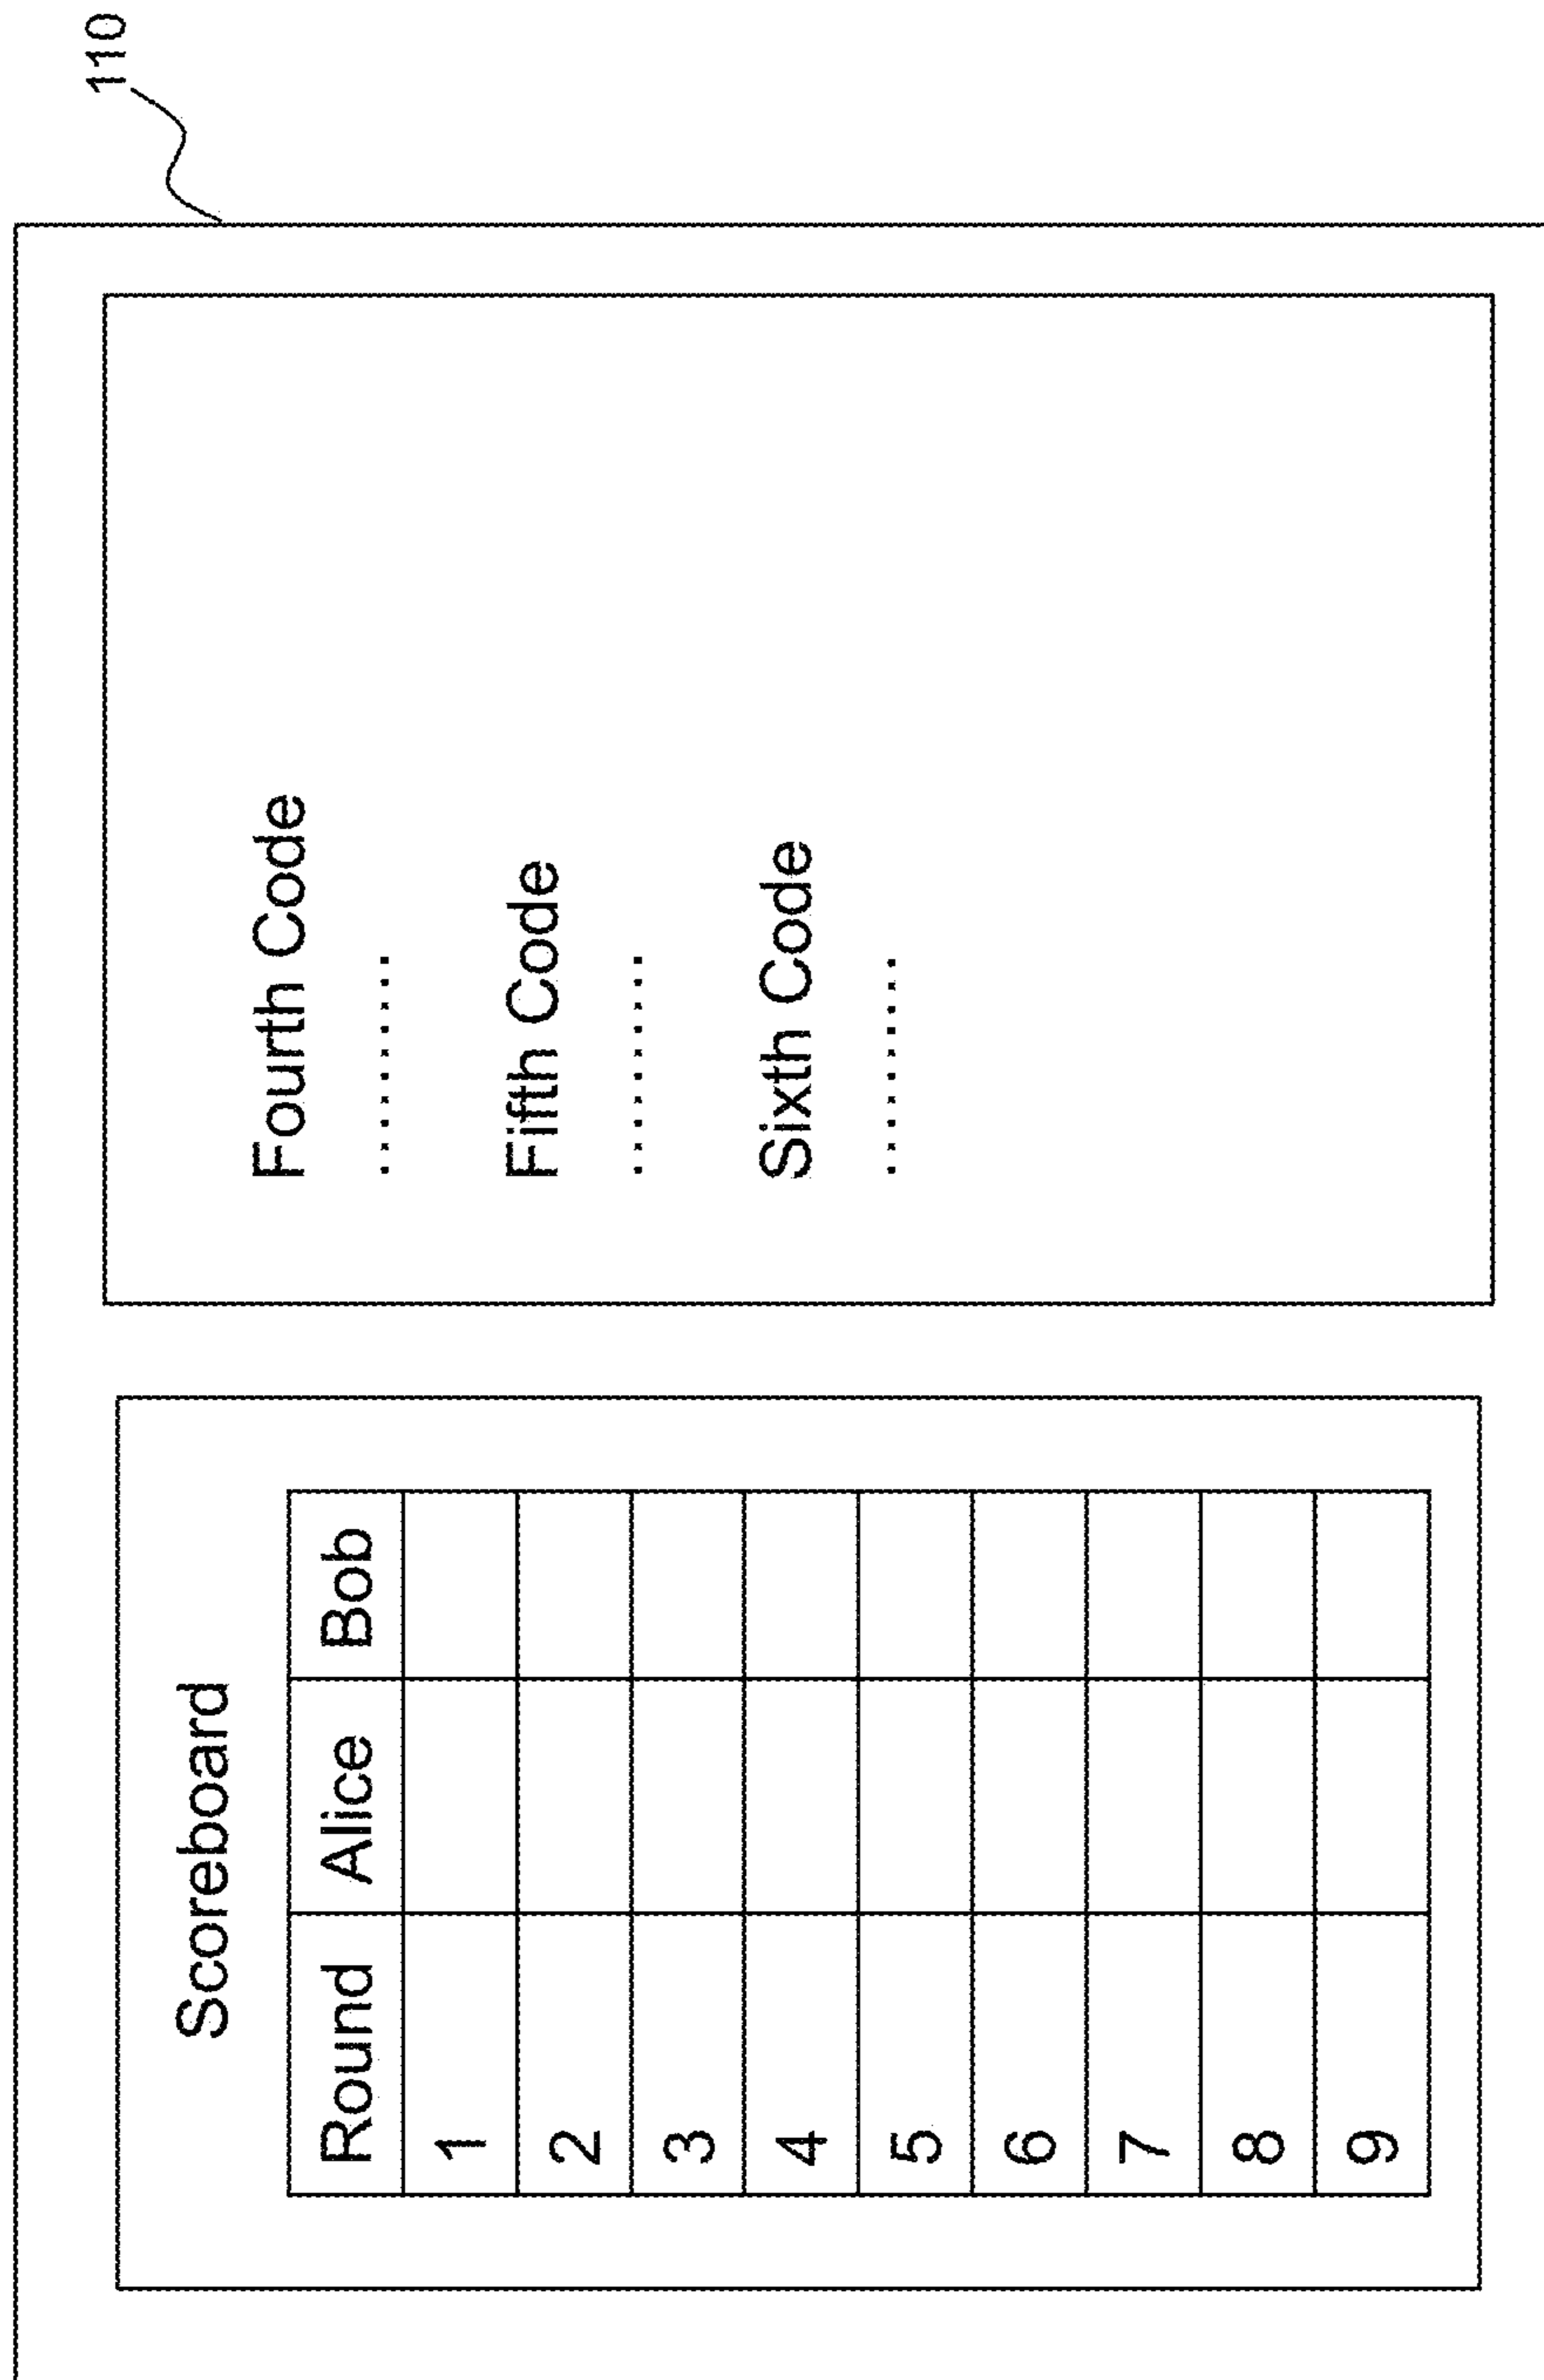 110
Scoreboard
Round Alice Bob
1
2
3
4
5
6
7
8
9
Fourth Code
..........
Fifth Code
..........
Sixth Code
..........